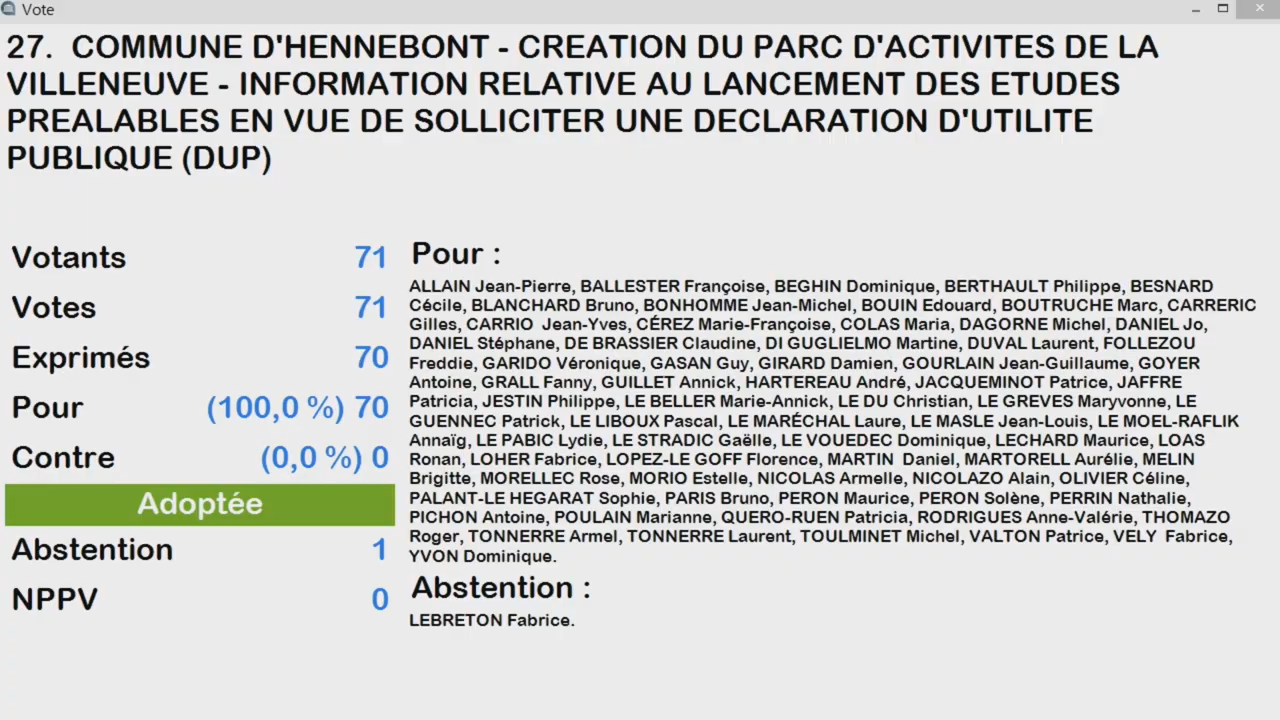 Vote
27. COMMUNE D'HENNEBONT - CREATION DU PARC D'ACTIVITES DE LA
VILLENEUVE - INFORMATION RELATIVE AU LANCEMENT DES ETUDES
PREALABLES EN VUE DE SOLLICITER UNE DECLARATION D'UTILITE
PUBLIQUE (DUP)
Votants 71
Votes 71
Exprimés 70
Pour (100,0 %) 70
Contre (0,0 %) 0
Adoptée
Abstention 1
NPPV 0
Pour :
ALLAIN Jean-Pierre, BALLESTER Françoise, BEGHIN Dominique, BERTHAULT Philippe, BESNARD
Cécile, BLANCHARD Bruno, BONHOMME Jean-Michel, BOUIN Edouard, BOUTRUCHE Marc, CARRERIC
Gilles, CARRIO Jean-Yves, CÉREZ Marie-Françoise, COLAS Maria, DAGORNE Michel, DANIEL Jo,
DANIEL Stéphane, DE BRASSIER Claudine, DI GUGLIELMO Martine, DUVAL Laurent, FOLLEZOU
Freddie, GARIDO Véronique, GASAN Guy, GIRARD Damien, GOURLAIN Jean-Guillaume, GOYER
Antoine, GRALL Fanny, GUILLET Annick, HARTEREAU André, JACQUEMINOT Patrice, JAFFRE
Patricia, JESTIN Philippe, LE BELLER Marie-Annick, LE DU Christian, LE GREVES Maryvonne, LE
GUENNEC Patrick, LE LIBOUX Pascal, LE MARÉCHAL Laure, LE MASLE Jean-Louis, LE MOEL-RAFLIK
Annaïg, LE PABIC Lydie, LE STRADIC Gaëlle, LE VOUEDEC Dominique, LECHARD Maurice, LOAS
Ronan, LOHER Fabrice, LOPEZ-LE GOFF Florence, MARTIN Daniel, MARTORELL Aurélie, MELIN
Brigitte, MORELLEC Rose, MORIO Estelle, NICOLAS Armelle, NICOLAZO Alain, OLIVIER Céline,
PALANT-LE HEGARAT Sophie, PARIS Bruno, PERON Maurice, PERON Solène, PERRIN Nathalie,
PICHON Antoine, POULAIN Marianne, QUERO-RUEN Patricia, RODRIGUES Anne-Valérie, THOMAZO
Roger, TONNERRE Armel, TONNERRE Laurent, TOULMINET Michel, VALTON Patrice, VELY Fabrice,
YVON Dominique.
Abstention :
LEBRETON Fabrice.